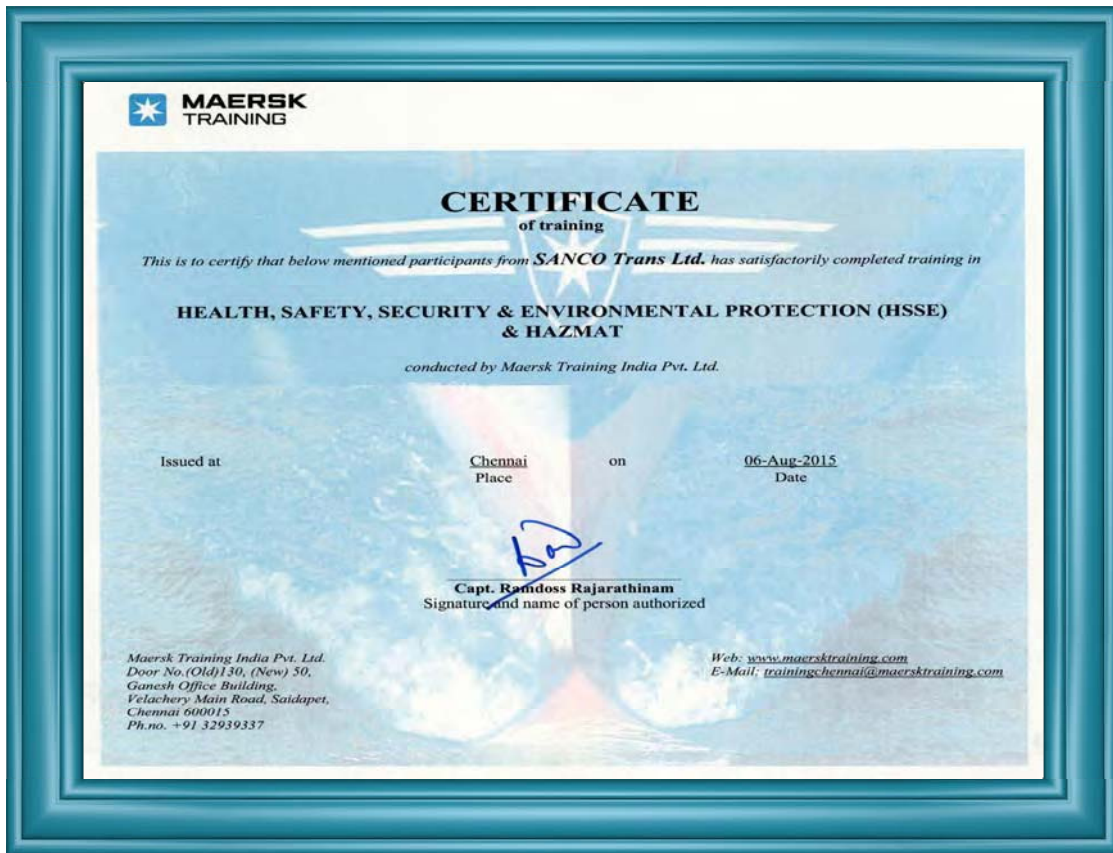 MAERSK
TRAINING
CERTIFICATE
of training
This is to certify that below mentioned participants from SANCO Trans Ltd. has satisfactorily completed training in
HEALTH, SAFETY, SECURITY & ENVIRONMENTAL PROTECTION (HSSE)
& HAZMAT
conducted by Maersk Training India Pvt. Ltd.
Issued at Chennai on 06-Aug-2015
Place Date
Capt. Ramdoss Rajarathinam
Signature and name of person authorized
Maersk Training India Pvt. Ltd.
Door No.(Old)130, (New) 50,
Ganesh Office Building,
Velachery Main Road, Saidapet,
Chennai 600015
Ph.no. +91 32939337
Web: www.maersktraining.com
E-Mail: trainingchennai@maersktraining.com